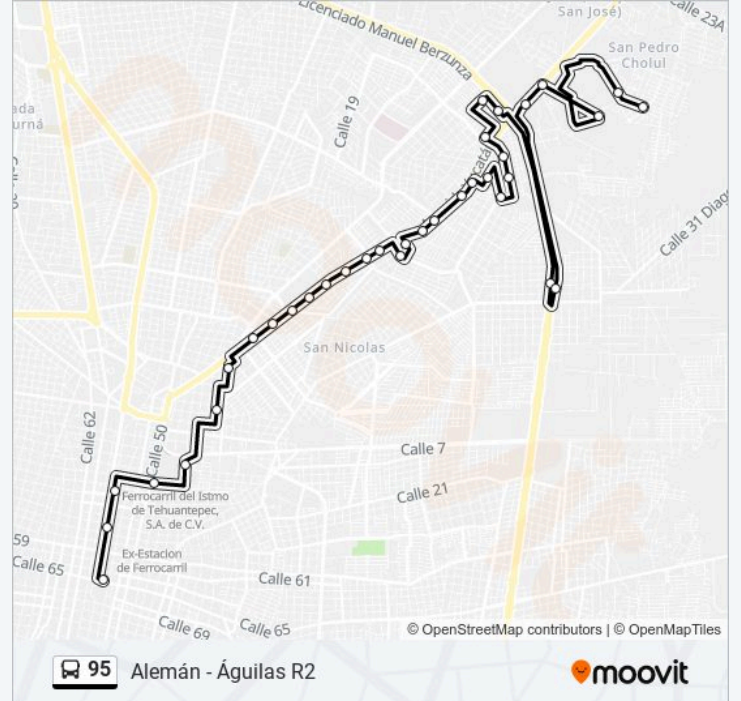 Calle 23A
San José)
Licenciado Manuel Berzunza
San Pedro
Cholul
Calle 19
Calle 31 Diag
San Nicolas
Calle 62
Calle 50
Calle 7
Calle 21
Ferrocarril del Istmo
de Tehuantepec,
S.A. de C.V.
59
Calle 65
Ex-Estacion
de Ferrocarril
Calle 61
Calle 69
Calle 65
© OpenStreetMap contributors | © OpenMapTiles
95 Alemán - Águilas R2
moovit